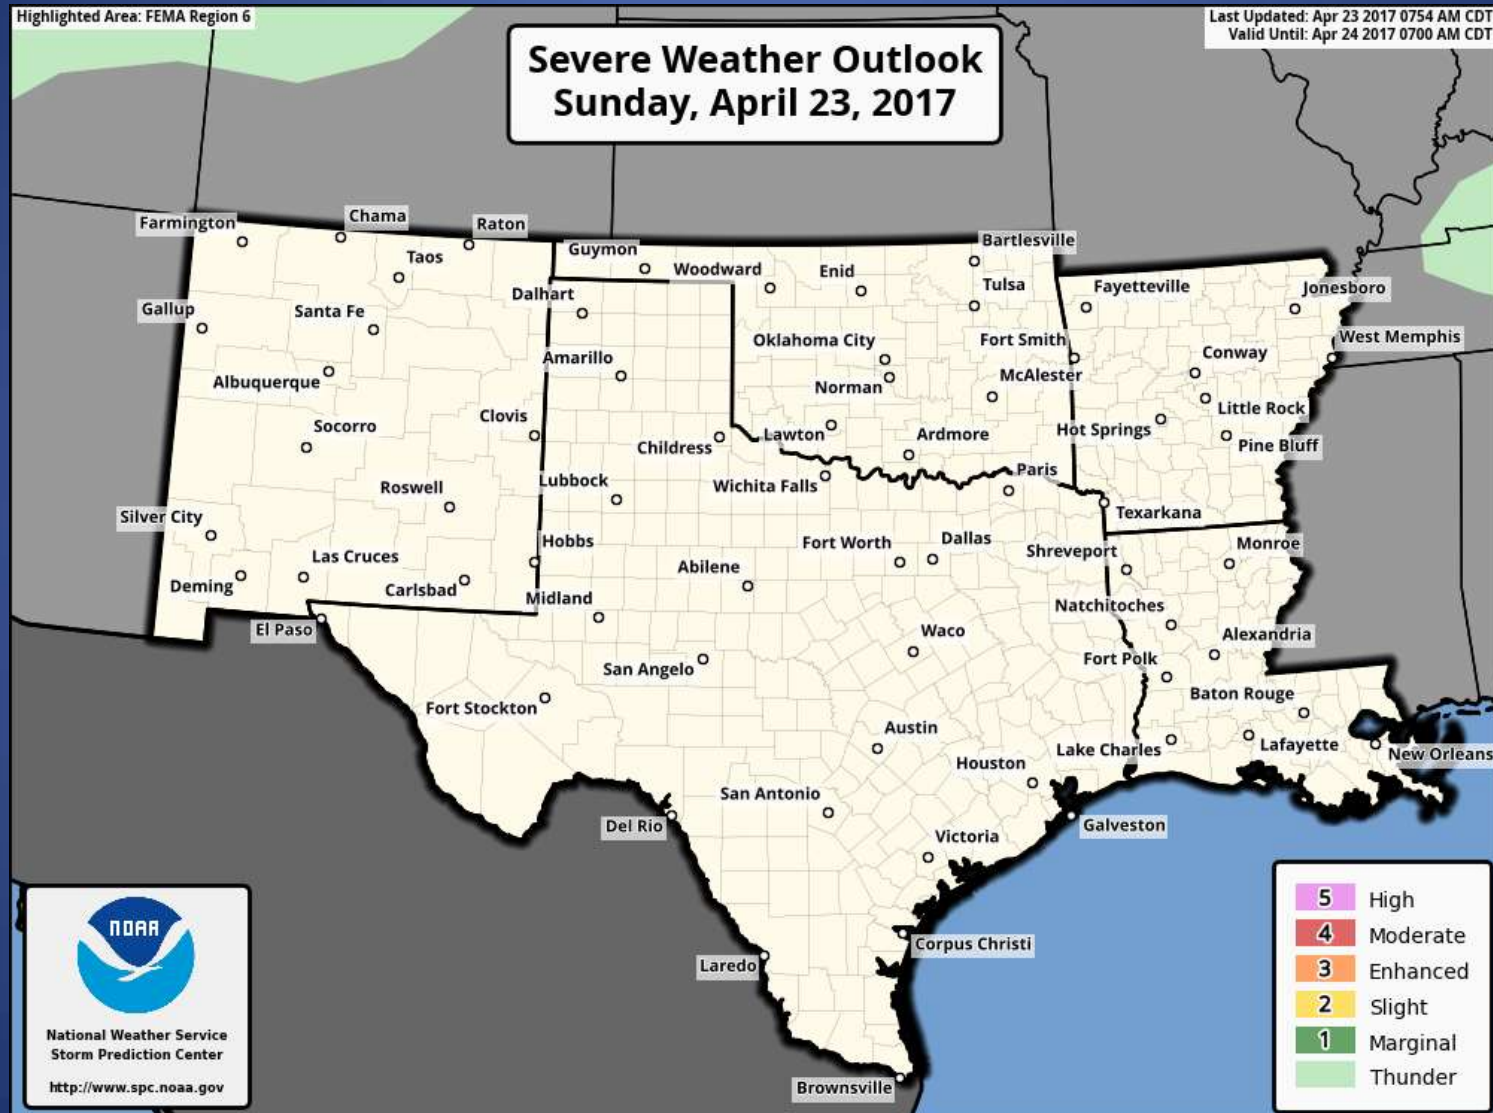 Highlighted Area: FEMA Region 6
Last Updated: Apr 23 2017 0754 AM CDT
Valid Until: Apr 24 2017 0700 AM CDT
Severe Weather Outlook
Sunday, April 23, 2017
Farmington
Chama
Raton
Taos
Guymon
Woodward
Enid
Bartlesville
Tulsa
Fayetteville
Jonesboro
Gallup
Santa Fe
Dalhart
Oklahoma City
Fort Smith
West Memphis
Albuquerque
Amarillo
Norman
McAlester
Conway
Little Rock
Socorro
Clovis
Childress
Lawton
Ardmore
Hot Springs
Pine Bluff
Roswell
Lubbock
Wichita Falls
Paris
Texarkana
Silver City
Las Cruces
Hobbs
Abilene
Fort Worth
Dallas
Shreveport
Monroe
Deming
Carlsbad
Midland
Natchitoches
El Paso
San Angelo
Waco
Alexandria
Fort Polk
Fort Stockton
Baton Rouge
Austin
Houston
Lake Charles
Lafayette
New Orleans
San Antonio
Del Rio
Victoria
Galveston
Corpus Christi
Laredo
Brownsville
NOAA
National Weather Service
Storm Prediction Center
http://www.spc.noaa.gov
5 High
4 Moderate
3 Enhanced
2 Slight
1 Marginal
Thunder